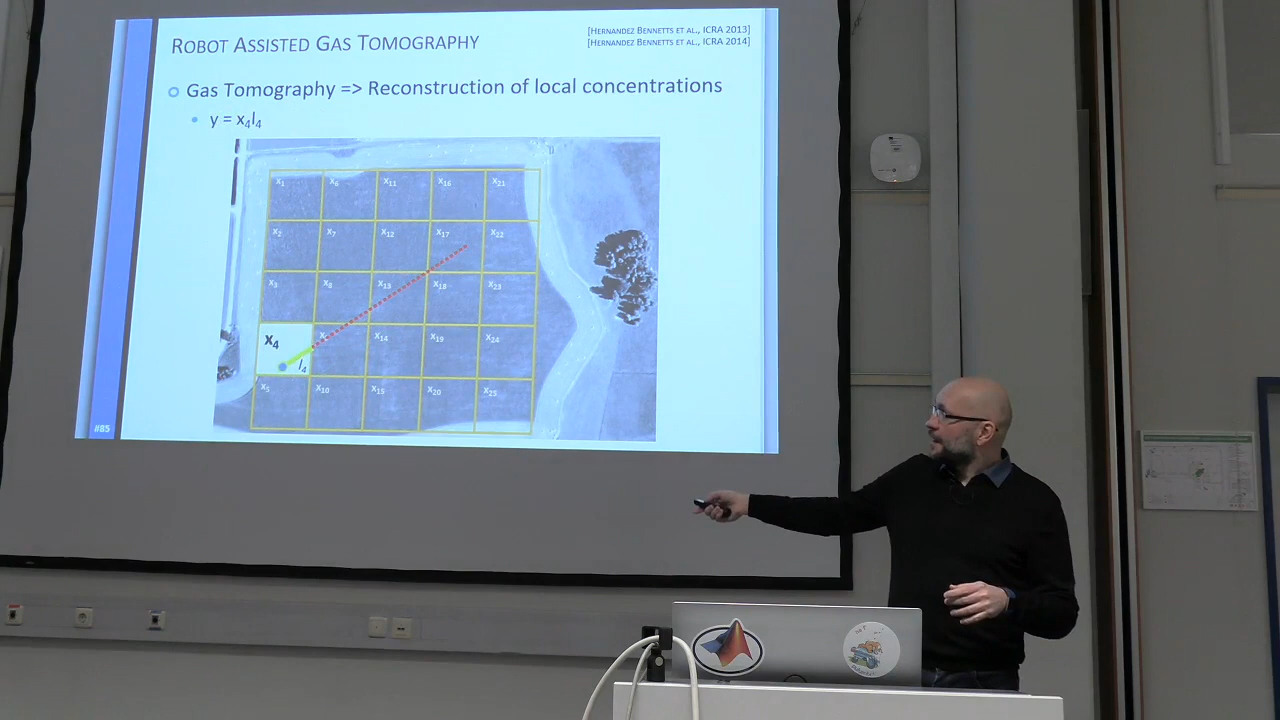 ROBOT ASSISTED GAS TOMOGRAPHY
[HERNANDEZ BENNETTS ET AL., ICRA 2013]
[HERNANDEZ BENNETTS ET AL., ICRA 2014]
Gas Tomography => Reconstruction of local concentrations
y = x₄l₄
x₁ x₆ x₁₁ x₁₆ x₂₁
x₂ x₇ x₁₂ x₁₇ x₂₂
x₃ x₈ x₁₃ x₁₈ x₂₃
x₄ x₁₄ x₁₉ x₂₄
l₄
x₅ x₁₀ x₁₅ x₂₀ x₂₅
#85